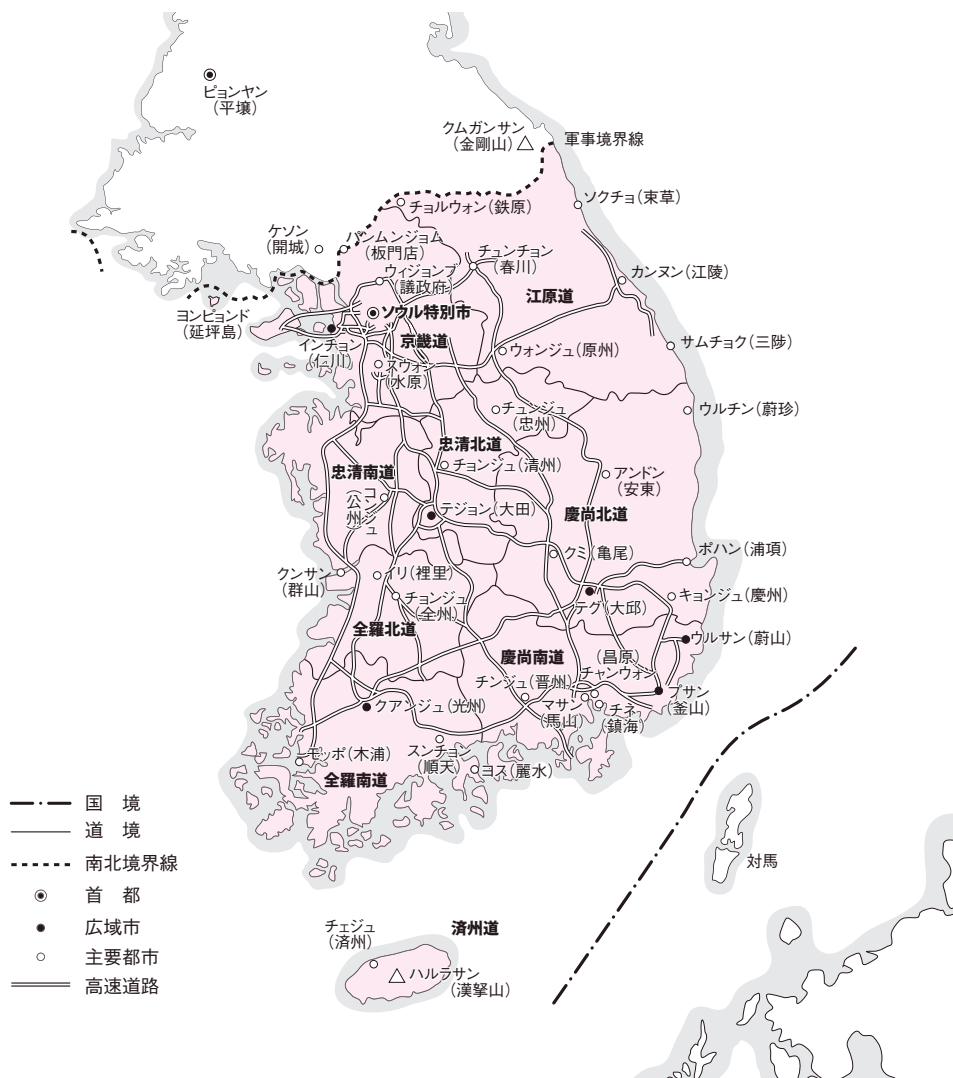 ピョンヤン
(平壌)
クムガンサン
(金剛山)
軍事境界線
ソクチョ(束草)
チョルウォン(鉄原)
ケソン
(開城)
パンムンジョム
(板門店)
チュンチョン
(春川)
カンヌン(江陵)
ウィジョンブ
(議政府)
江原道
ヨンピョンド
(延坪島)
ソウル特別市
インチョン
(仁川)
京畿道
サムチョク(三陟)
ウォンジュ(原州)
スウォン
(水原)
チュンジュ
(忠州)
ウルチン(蔚珍)
忠清北道
忠清南道
チョンジュ(清州)
アンドン
(安東)
コンジュ
(公州)
テジョン(大田)
慶尚北道
クミ(亀尾)
ポハン(浦項)
クンサン
(群山)
イリ(裡里)
チョンジュ
(全州)
テグ(大邱)
キョンジュ(慶州)
全羅北道
ウルサン(蔚山)
慶尚南道
(昌原)
チャンウォン
チンジュ(晋州)
マサン
(馬山)
チネ
(鎮海)
プサン
(釜山)
クアンジュ(光州)
モッポ(木浦)
スンチョン
(順天)
ヨス(麗水)
全羅南道
国 境
道 境
南北境界線
首 都
広域市
主要都市
高速道路
対馬
チェジュ
(済州)
済州道
ハルラサン
(漢拏山)